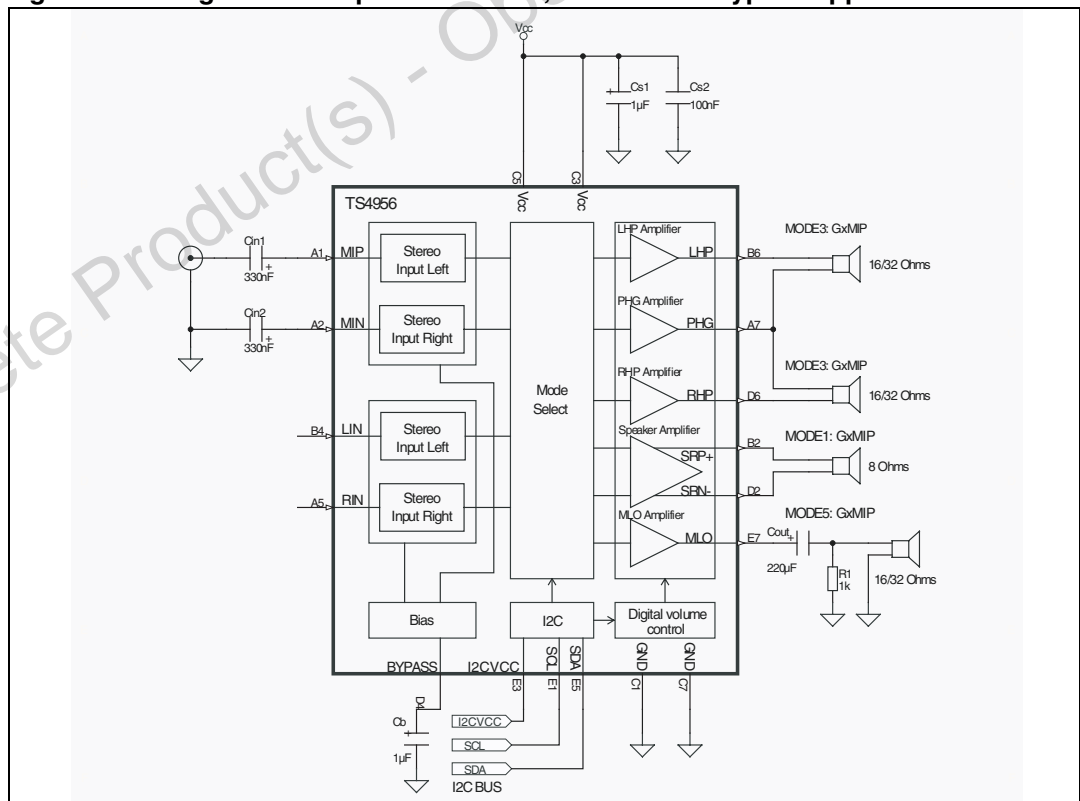 Vcc
Cs1
1µF
Cs2
100nF
C5
C3
Vcc
Vcc
TS4956
Cin1
330nF
A1
MIP
Stereo
Input Left
Cin2
330nF
A2
MIN
Stereo
Input Right
B4
LIN
Stereo
Input Left
A5
RIN
Stereo
Input Right
Mode
Select
LHP Amplifier
LHP
B6
MODE3: GxMIP
16/32 Ohms
PHG Amplifier
PHG
A7
RHP Amplifier
RHP
D6
MODE3: GxMIP
16/32 Ohms
Speaker Amplifier
SRP+
B2
SRN-
D2
MODE1: GxMIP
8 Ohms
MLO Amplifier
MLO
E7
MODE5: GxMIP
Cout
220µF
R1
1k
16/32 Ohms
Bias
I2C
Digital volume
control
BYPASS
I2CVCC
SCL
SDA
GND
GND
D4
E3
E1
E5
C1
C7
Cb
1µF
I2CVCC
SCL
SDA
I2C BUS
ete Product(s) -